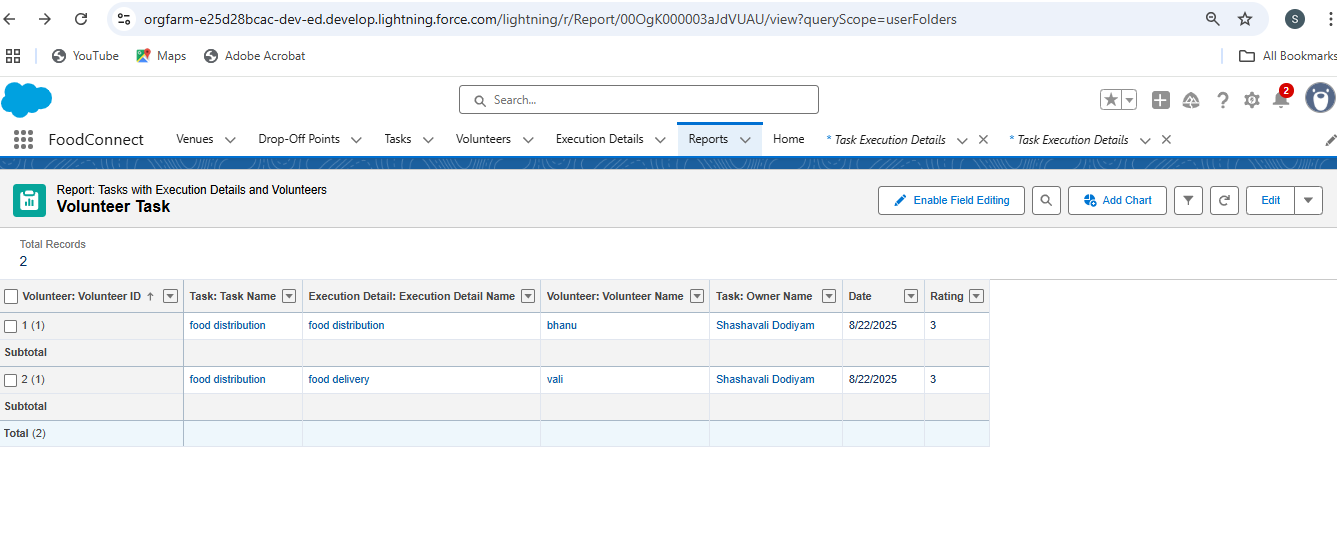 orgfarm-e25d28bcac-dev-ed.develop.lightning.force.com/lightning/r/Report/00OgK000003aJdVUAU/view?queryScope=userFolders
S
YouTube Maps Adobe Acrobat All Bookmarks
Search...
2
FoodConnect Venues Drop-Off Points Tasks Volunteers Execution Details Reports Home * Task Execution Details * Task Execution Details
Report: Tasks with Execution Details and Volunteers
Volunteer Task
Enable Field Editing Add Chart Edit
Total Records
2
Volunteer: Volunteer ID ↑ Task: Task Name Execution Detail: Execution Detail Name Volunteer: Volunteer Name Task: Owner Name Date Rating
1 (1) food distribution food distribution bhanu Shashavali Dodiyam 8/22/2025 3
Subtotal
2 (1) food distribution food delivery vali Shashavali Dodiyam 8/22/2025 3
Subtotal
Total (2)